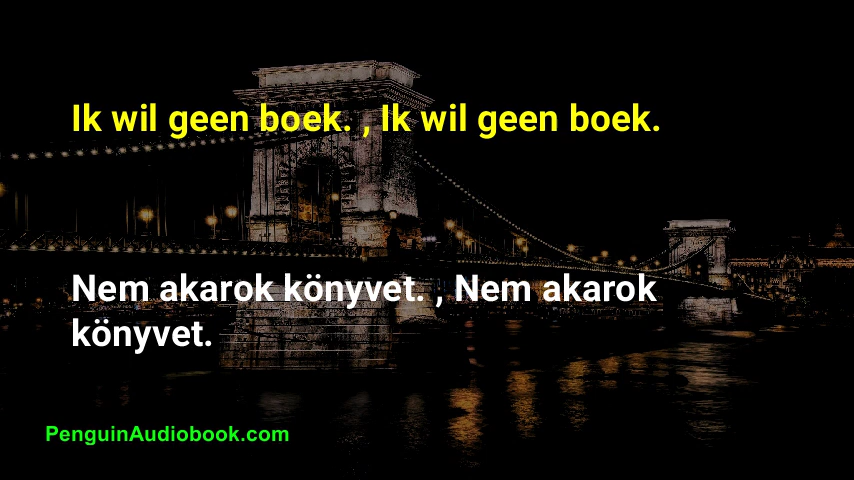 Ik wil geen boek. , Ik wil geen boek.
Nem akarok könyvet. , Nem akarok
könyvet.
PenguinAudiobook.com